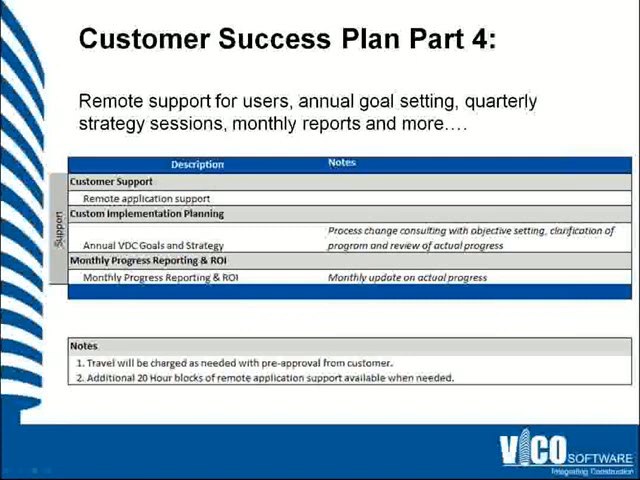 Customer Success Plan Part 4:
Remote support for users, annual goal setting, quarterly
strategy sessions, monthly reports and more….
Description Notes
Support
Customer Support
Remote application support
Custom Implementation Planning
Process change consulting with objective setting, clarification of
Annual VDC Goals and Strategy program and review of actual progress
Monthly Progress Reporting & ROI
Monthly Progress Reporting & ROI Monthly update on actual progress
Notes
1. Travel will be charged as needed with pre-approval from customer.
2. Additional 20 Hour blocks of remote application support available when needed.
VICO SOFTWARE
Integrating Construction